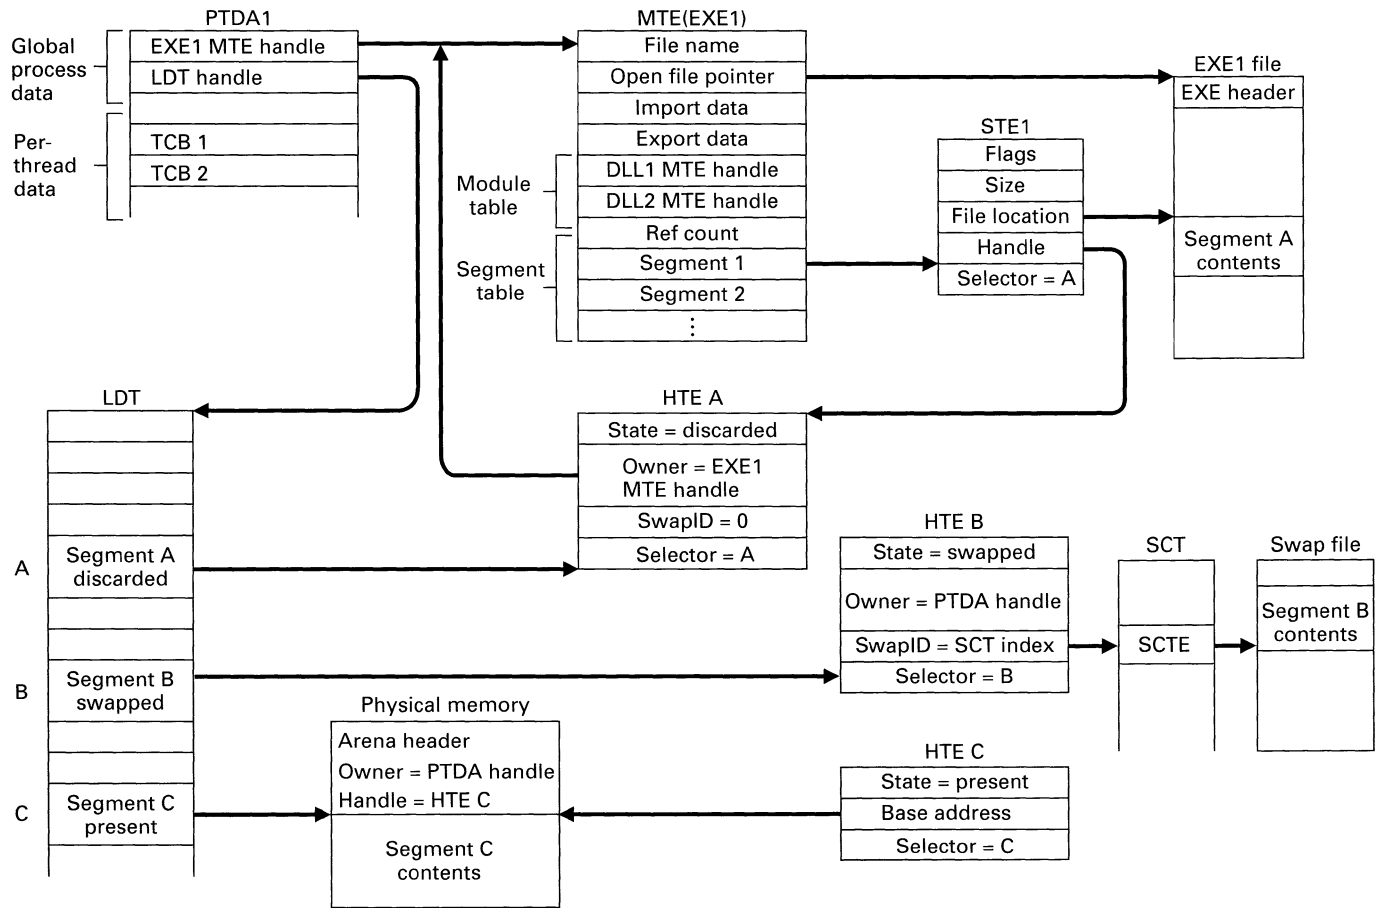 PTDA1
Global
process
data
EXE1 MTE handle
LDT handle
Per-
thread
data
TCB 1
TCB 2
MTE(EXE1)
File name
Open file pointer
Import data
Export data
Module
table
DLL1 MTE handle
DLL2 MTE handle
Ref count
Segment
table
Segment 1
Segment 2
⋮
STE1
Flags
Size
File location
Handle
Selector = A
EXE1 file
EXE header
Segment A
contents
LDT
A
Segment A
discarded
B
Segment B
swapped
C
Segment C
present
HTE A
State = discarded
Owner = EXE1
MTE handle
SwapID = 0
Selector = A
HTE B
State = swapped
Owner = PTDA handle
SwapID = SCT index
Selector = B
SCT
SCTE
Swap file
Segment B
contents
Physical memory
Arena header
Owner = PTDA handle
Handle = HTE C
Segment C
contents
HTE C
State = present
Base address
Selector = C